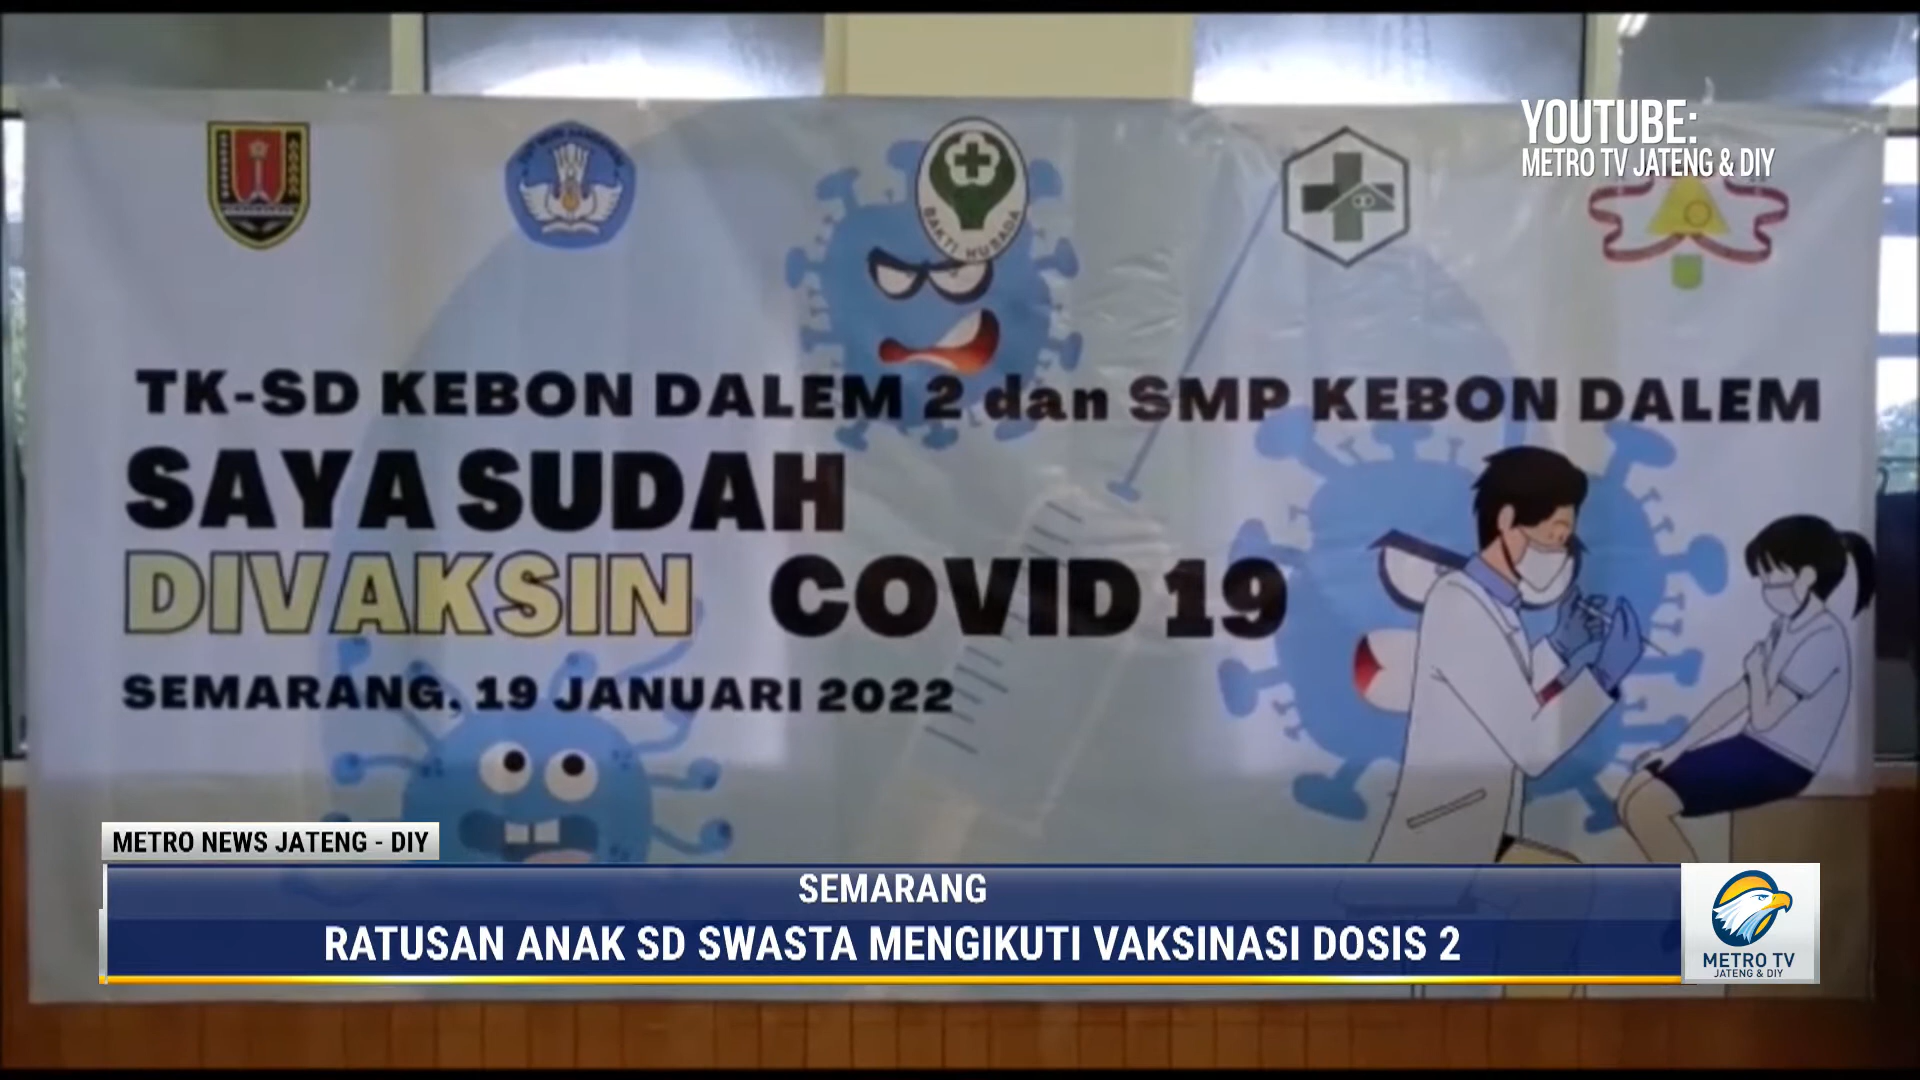 YOUTUBE:
METRO TV JATENG & DIY
BAKTI HUSADA
TK-SD KEBON DALEM 2 dan SMP KEBON DALEM
SAYA SUDAH
DIVAKSIN COVID 19
SEMARANG, 19 JANUARI 2022
METRO NEWS JATENG - DIY
SEMARANG
RATUSAN ANAK SD SWASTA MENGIKUTI VAKSINASI DOSIS 2
METRO TV
JATENG & DIY